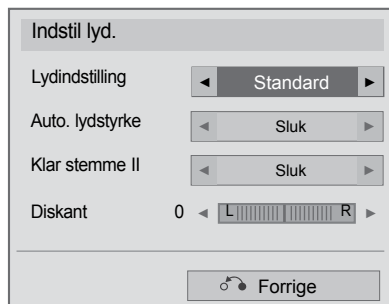 Indstil lyd.
Lydindstilling ◄ Standard ►
Auto. lydstyrke ◄ Sluk ►
Klar stemme II ◄ Sluk ►
Diskant 0 ◄ L R ►
Forrige